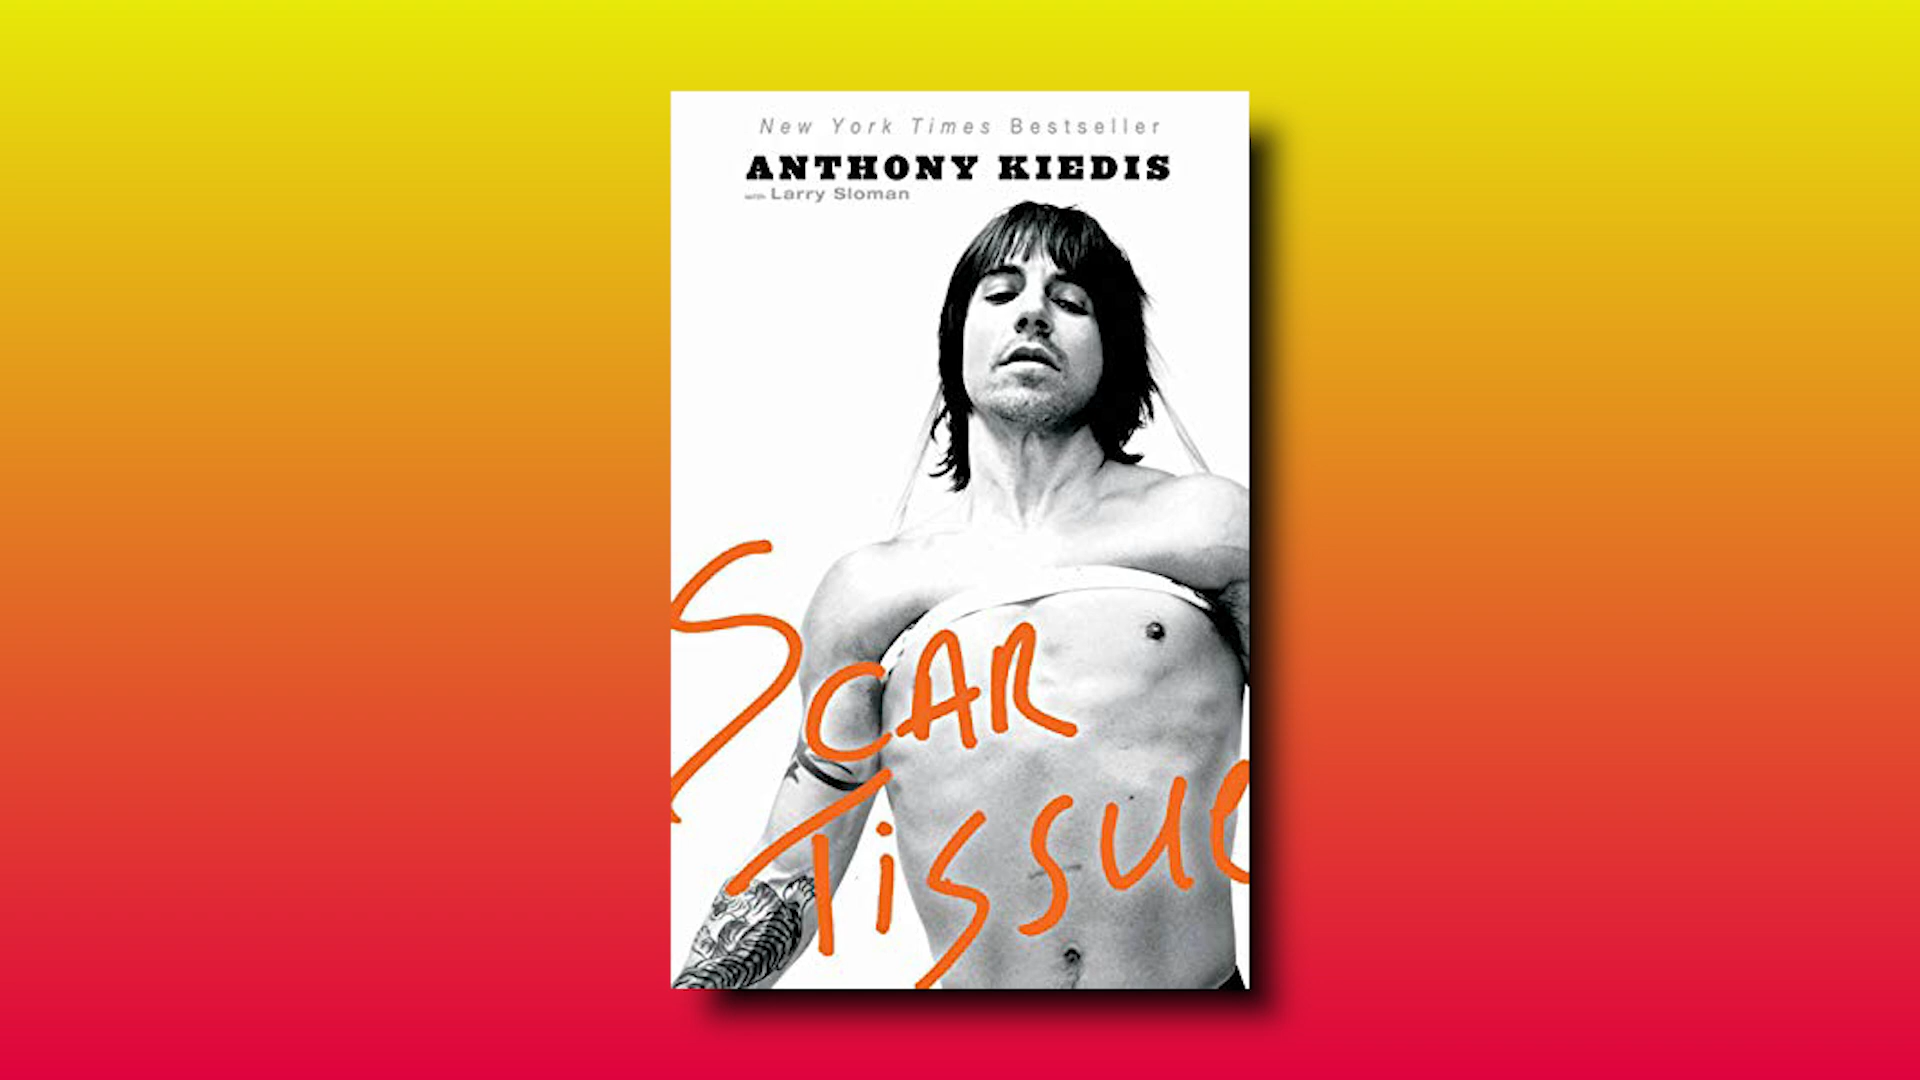 New York Times Bestseller
ANTHONY KIEDIS
with Larry Sloman
SCAR
TissUe